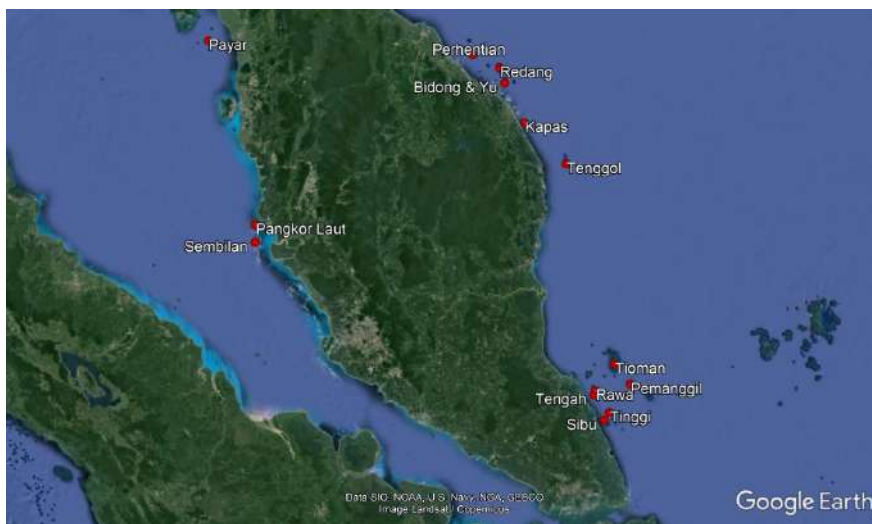 Payar
Perhentian
Redang
Bidong & Yu
Kapas
Tenggol
Pangkor Laut
Sembilan
Tioman
Pemanggil
Rawa
Tengah
Tinggi
Sibu
Data SIO, NOAA, U.S. Navy, NGA, GEBCO
Image Landsat / Copernicus
Google Earth